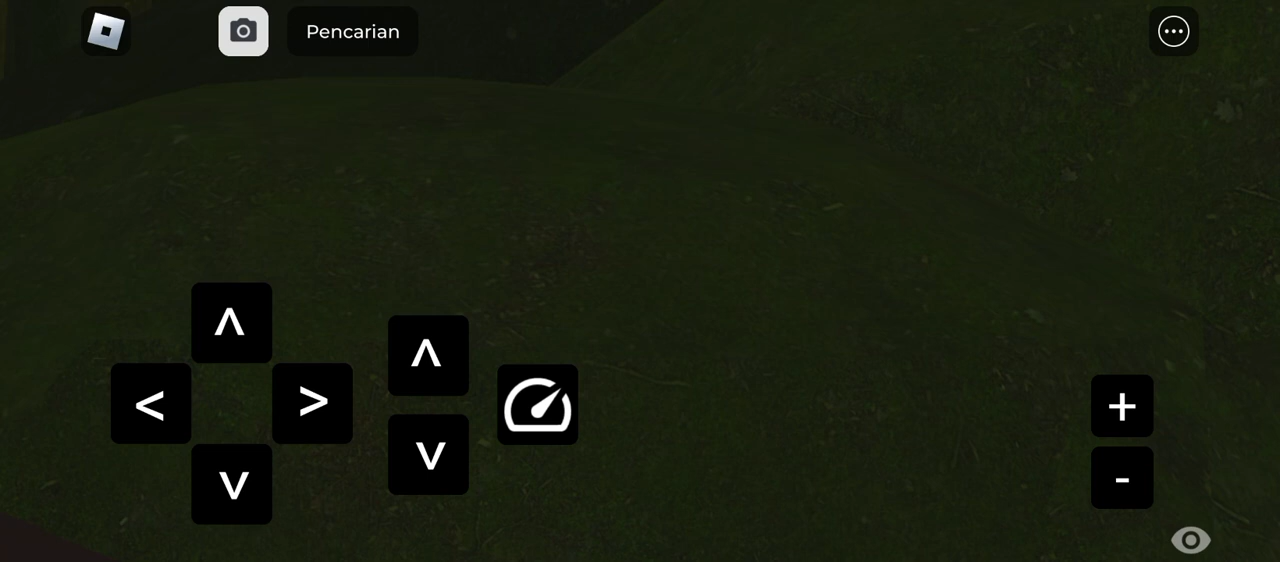 Pencarian
ᐱ
ᐱ
<
>
V
V
+
-